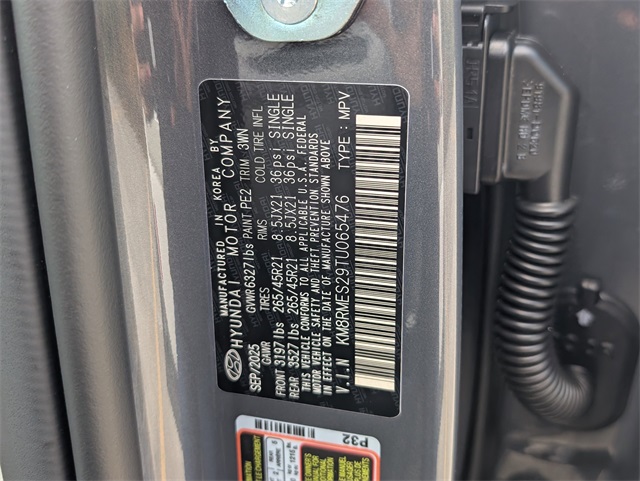 MANUFACTURED IN KOREA BY
HYUNDAI MOTOR COMPANY
SEP/2025 GVWR 6327lbs PAINT:PE2 TRIM 3WN
GAWR TIRES RIMS COLD TIRE INFL
FRONT 3197lbs 265/45R21 8.5JX21 36psi SINGLE
REAR 3527lbs 265/45R21 8.5JX21 36psi SINGLE
THIS VEHICLE CONFORMS TO ALL APPLICABLE U.S.A. FEDERAL
MOTOR VEHICLE SAFETY, AND THEFT PREVENTION STANDARDS
IN EFFECT ON THE DATE OF MANUFACTURE SHOWN ABOVE
V.I.N KM8RMES29TU065476 TYPE : MPV
P32